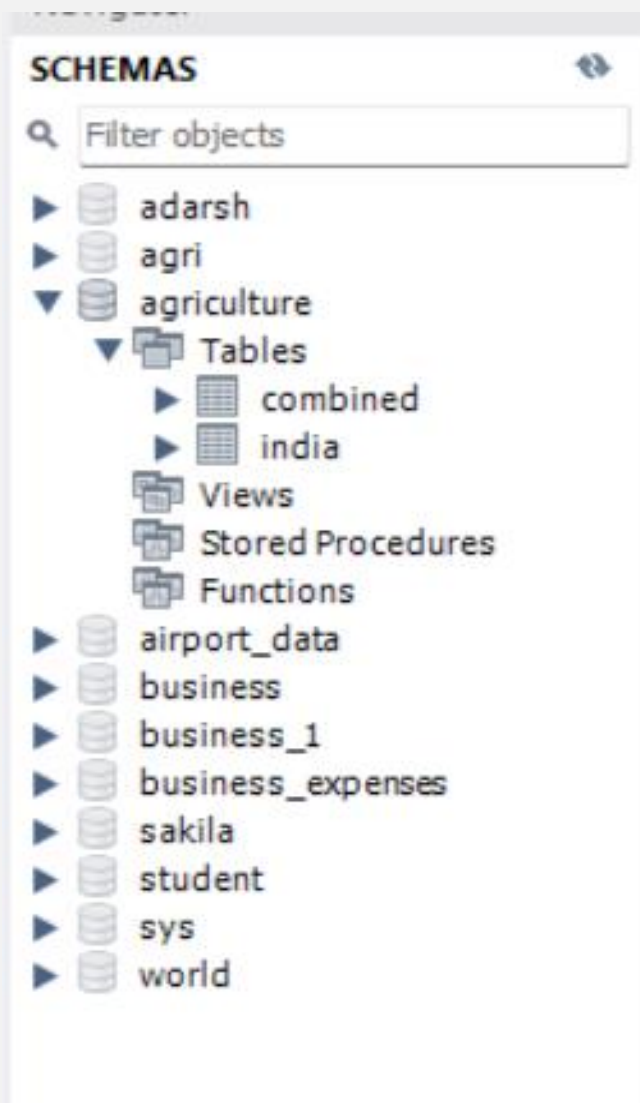 SCHEMAS
Filter objects
adarsh
agri
agriculture
Tables
combined
india
Views
Stored Procedures
Functions
airport_data
business
business_1
business_expenses
sakila
student
sys
world